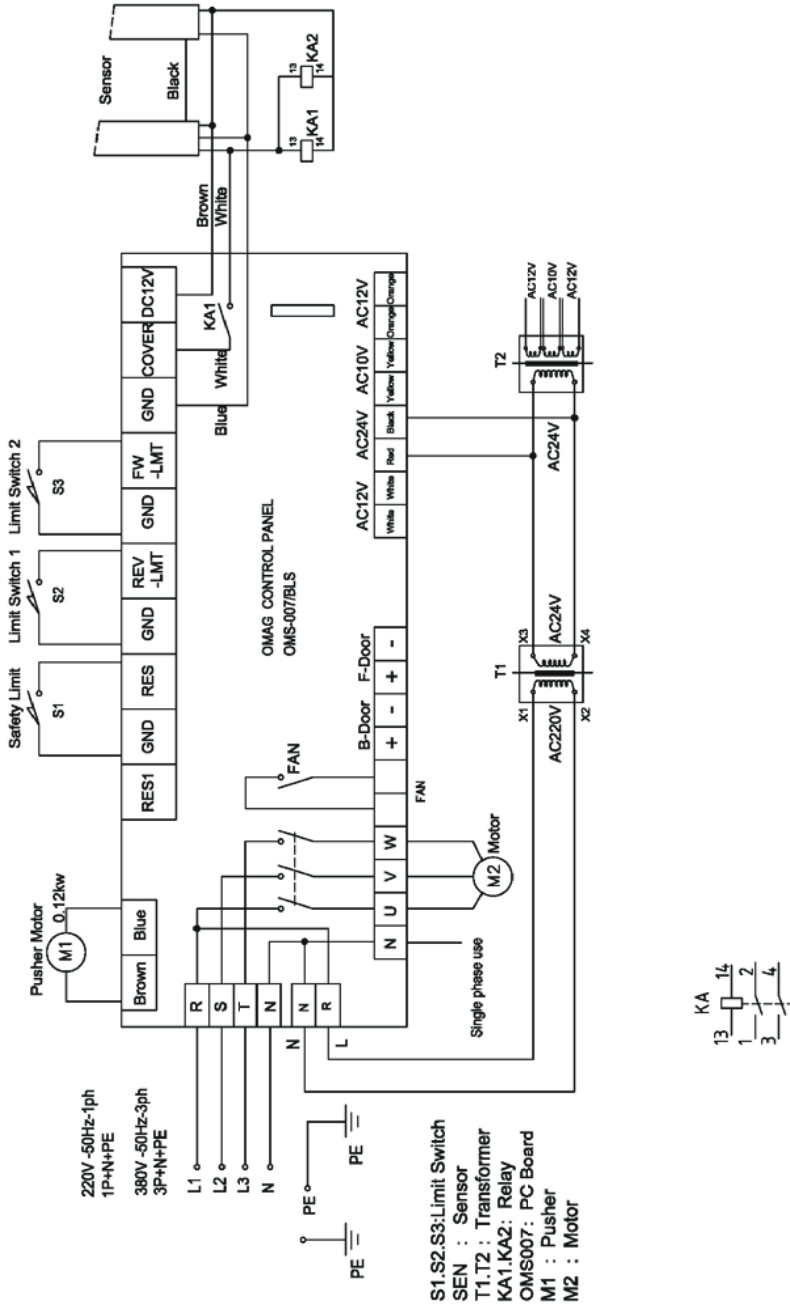 220V -50Hz-1ph
1P+N+PE
380V -50Hz-3ph
3P+N+PE
L1
L2
L3
N
PE
PE
PE
Pusher Motor
M1
0.12kw
Brown
Blue
R
S
T
N
N
R
N
L
Safety Limit
S1
Limit Switch 1
S2
Limit Switch 2
S3
RES1
GND
RES
GND
REV
-LMT
GND
FW
-LMT
GND
COVER
DC12V
Sensor
Black
Brown
White
KA1
White
Blue
13
14
KA1
13
14
KA2
OMAG CONTROL PANEL
OMS-007/BLS
FAN
B-Door
F-Door
N
U
V
W
FAN
+
-
+
-
AC12V
AC24V
AC10V
AC12V
White
White
Red
Black
Yellow
Yellow
Orange
Orange
M2
Motor
Single phase use
T1
X1
X2
X3
X4
AC220V
AC24V
AC24V
T2
AC12V
AC10V
AC12V
S1.S2.S3:Limit Switch
SEN : Sensor
T1.T2 : Transformer
KA1.KA2: Relay
OMS007: PC Board
M1 : Pusher
M2 : Motor
KA
13
14
1
2
3
4